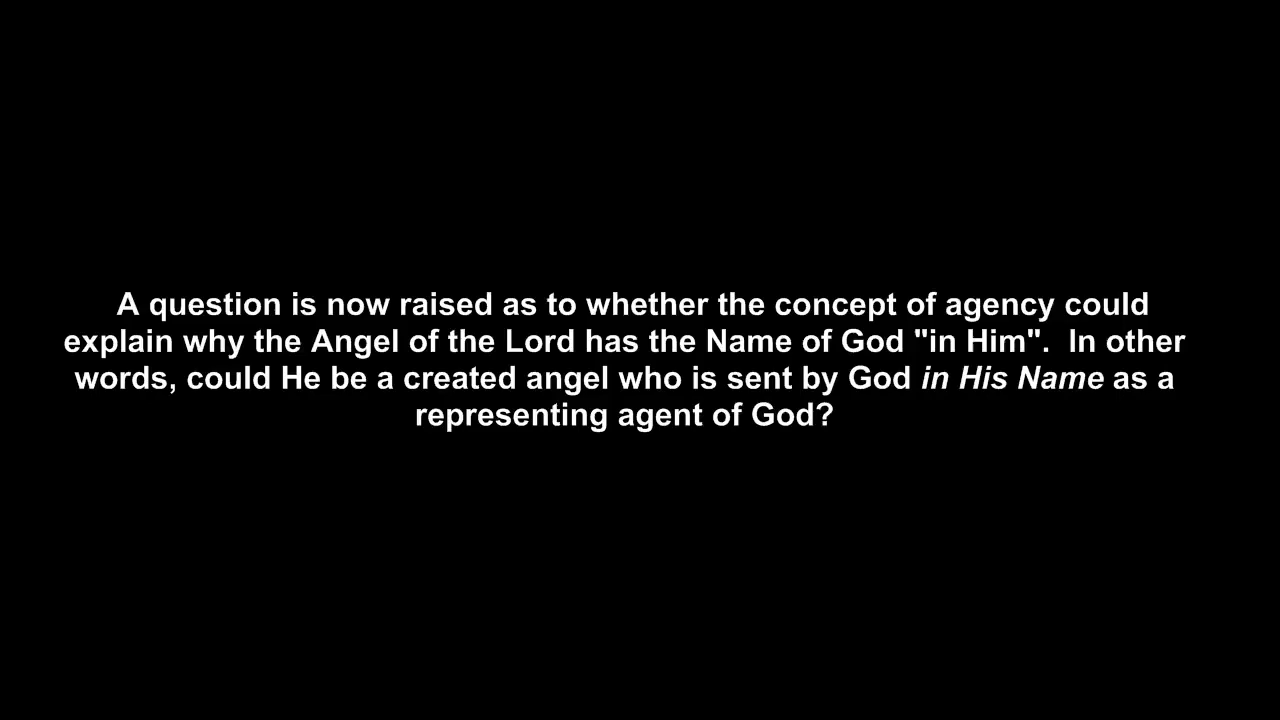 A question is now raised as to whether the concept of agency could
explain why the Angel of the Lord has the Name of God "in Him".  In other
words, could He be a created angel who is sent by God in His Name as a
representing agent of God?